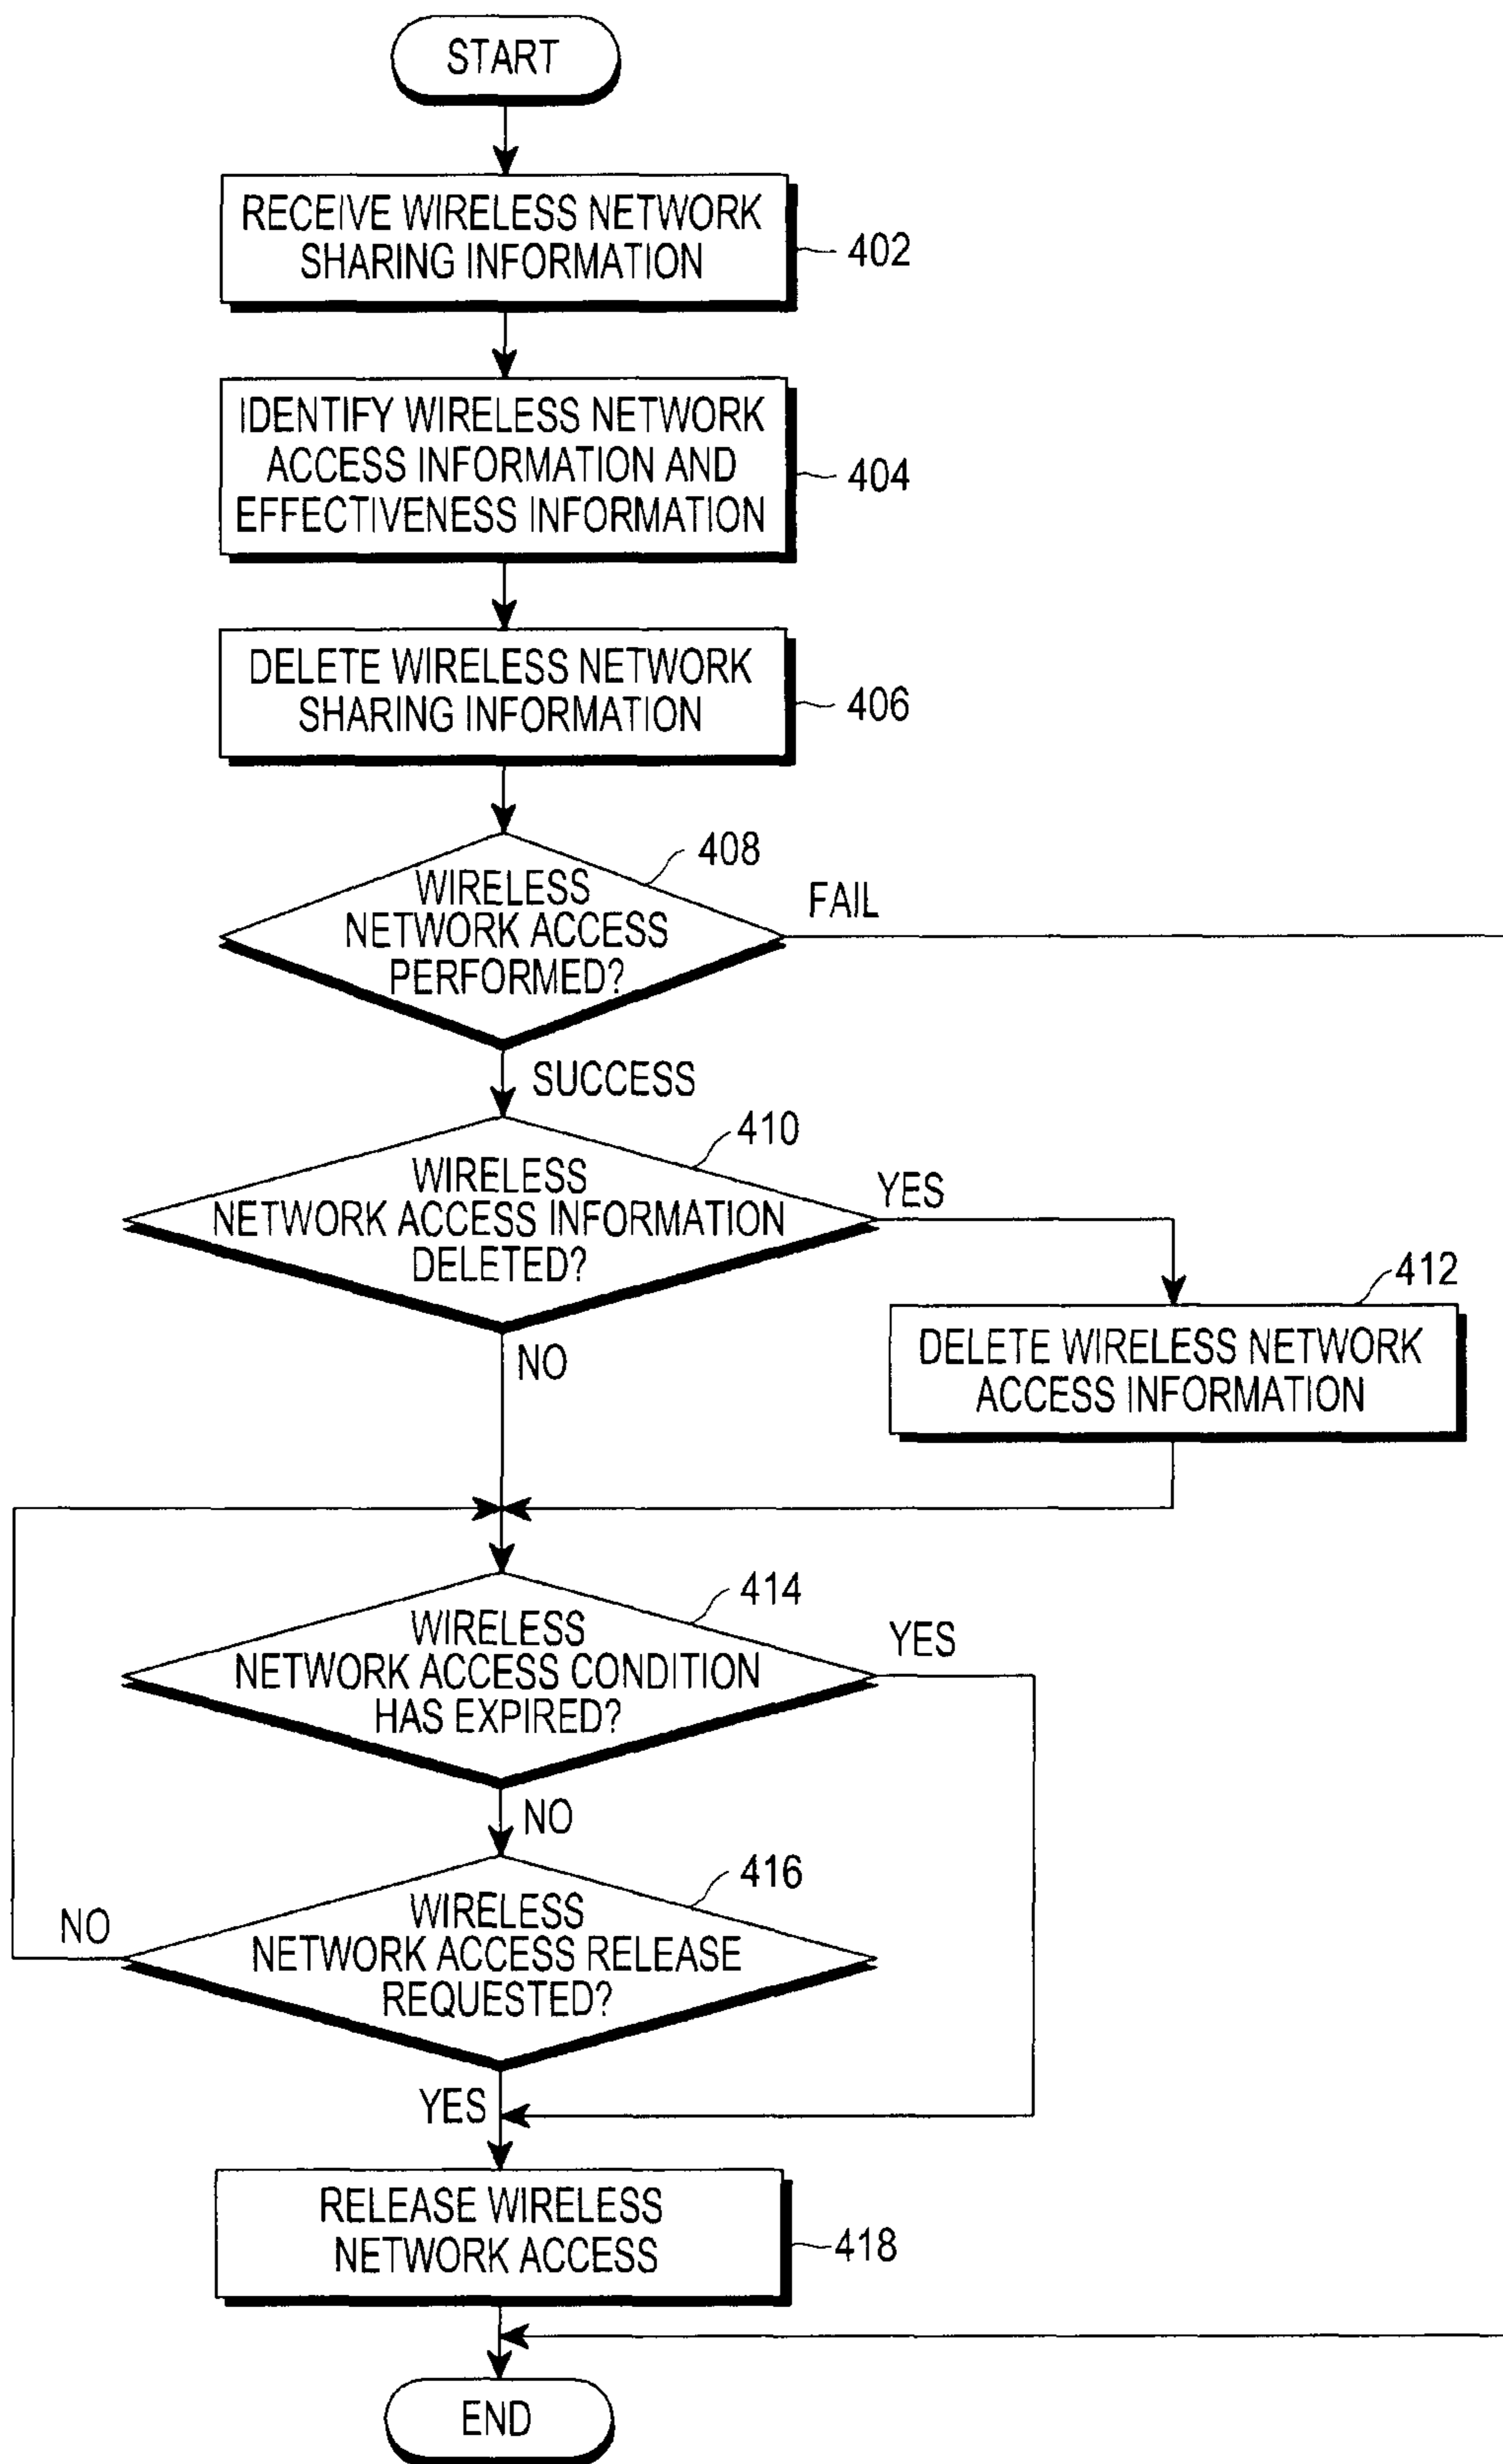 START
RECEIVE WIRELESS NETWORK
SHARING INFORMATION
402
IDENTIFY WIRELESS NETWORK
ACCESS INFORMATION AND
EFFECTIVENESS INFORMATION
404
DELETE WIRELESS NETWORK
SHARING INFORMATION
406
408
WIRELESS
NETWORK ACCESS
PERFORMED?
FAIL
SUCCESS
410
WIRELESS
NETWORK ACCESS INFORMATION
DELETED?
YES
NO
412
DELETE WIRELESS NETWORK
ACCESS INFORMATION
414
WIRELESS
NETWORK ACCESS CONDITION
HAS EXPIRED?
YES
NO
416
WIRELESS
NETWORK ACCESS RELEASE
REQUESTED?
NO
YES
RELEASE WIRELESS
NETWORK ACCESS
418
END